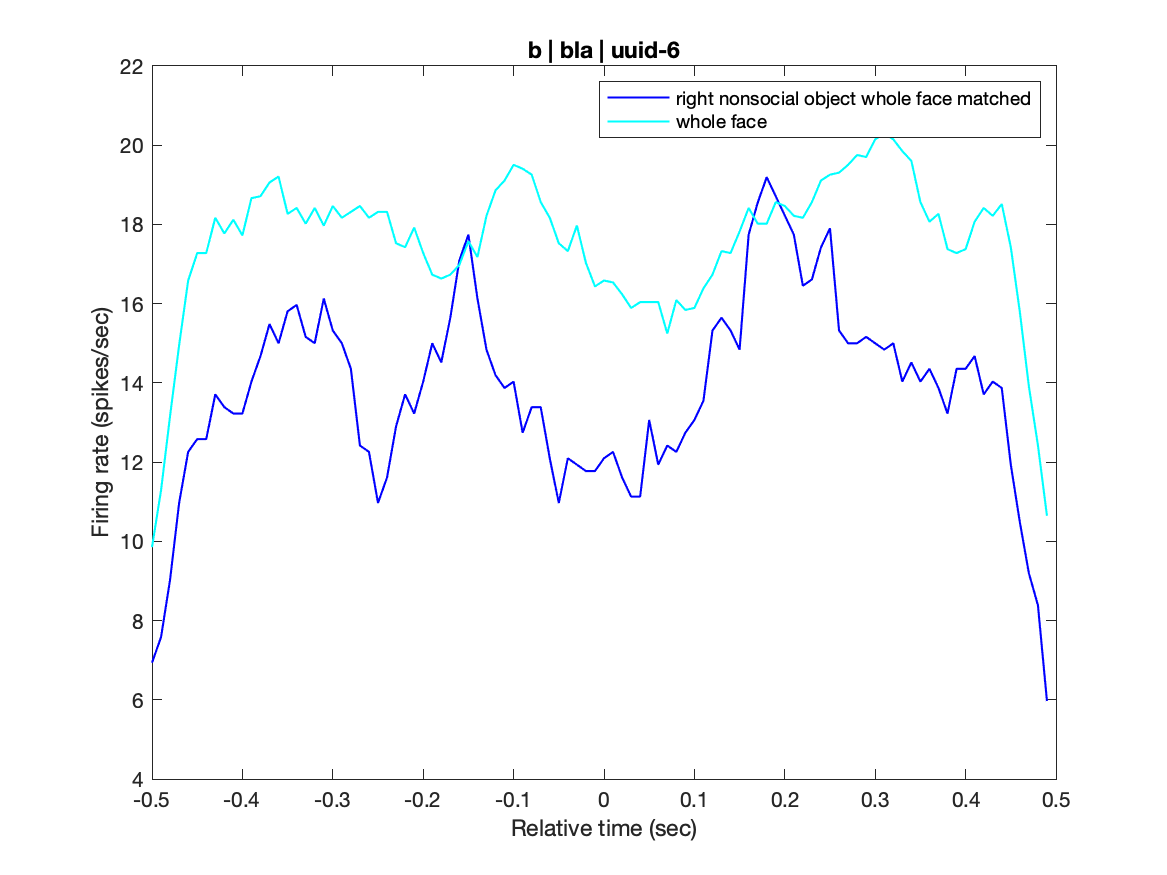 b | bla | uuid-6
22
20
18
16
14
12
10
8
6
4
Firing rate (spikes/sec)
right nonsocial object whole face matched
whole face
-0.5 -0.4 -0.3 -0.2 -0.1 0 0.1 0.2 0.3 0.4 0.5
Relative time (sec)